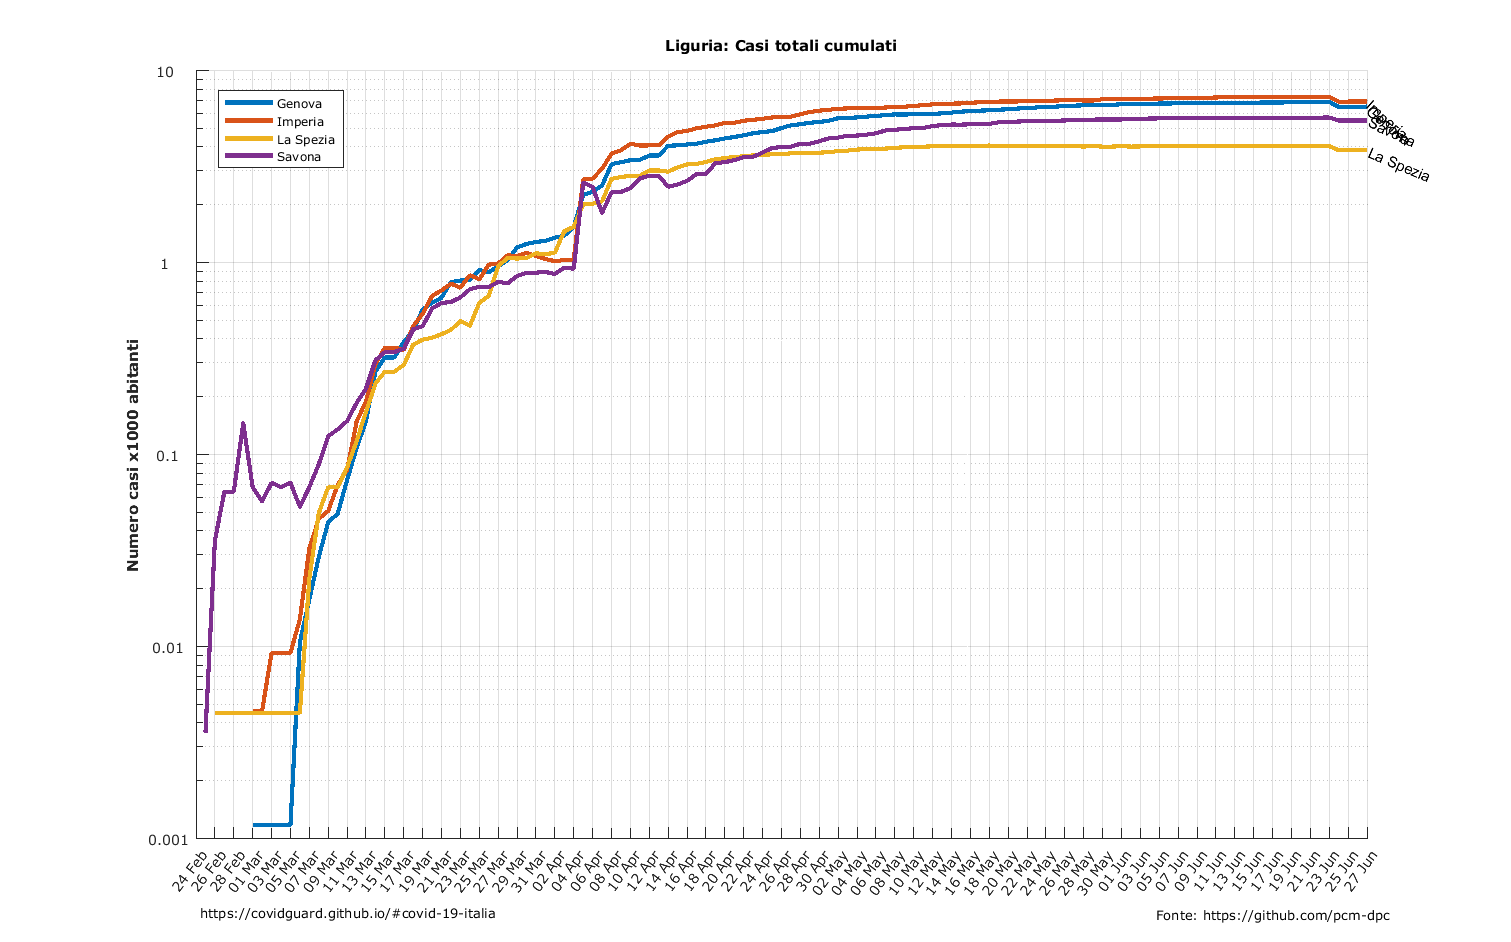 Liguria: Casi totali cumulati
Numero casi x1000 abitanti
10
1
0.1
0.01
0.001
Genova
Imperia
La Spezia
Savona
Imperia
Genova
Savona
La Spezia
24 Feb
26 Feb
28 Feb
01 Mar
03 Mar
05 Mar
07 Mar
09 Mar
11 Mar
13 Mar
15 Mar
17 Mar
19 Mar
21 Mar
23 Mar
25 Mar
27 Mar
29 Mar
31 Mar
02 Apr
04 Apr
06 Apr
08 Apr
10 Apr
12 Apr
14 Apr
16 Apr
18 Apr
20 Apr
22 Apr
24 Apr
26 Apr
28 Apr
30 Apr
02 May
04 May
06 May
08 May
10 May
12 May
14 May
16 May
18 May
20 May
22 May
24 May
26 May
28 May
30 May
01 Jun
03 Jun
05 Jun
07 Jun
09 Jun
11 Jun
13 Jun
15 Jun
17 Jun
19 Jun
21 Jun
23 Jun
25 Jun
27 Jun
https://covidguard.github.io/#covid-19-italia
Fonte: https://github.com/pcm-dpc